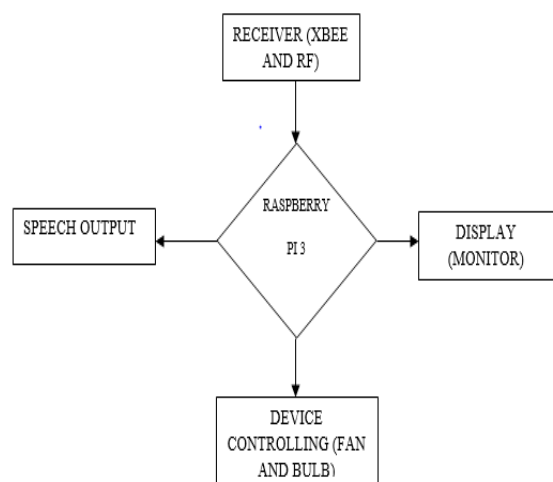 RECEIVER (XBEE
AND RF)
RASPBERRY
PI 3
SPEECH OUTPUT
DISPLAY
(MONITOR)
DEVICE
CONTROLLING (FAN
AND BULB)